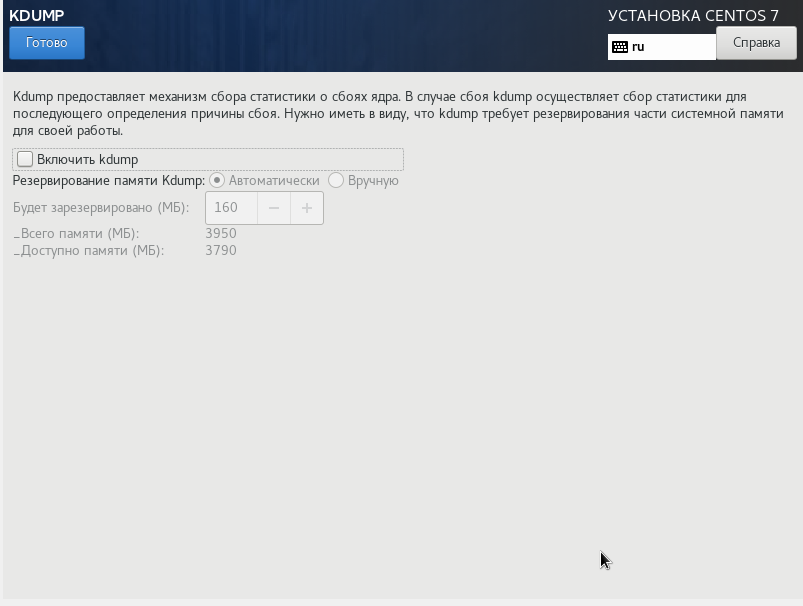 KDUMP
УСТАНОВКА CENTOS 7
Готово
ru
Справка
Kdump предоставляет механизм сбора статистики о сбоях ядра. В случае сбоя kdump осуществляет сбор статистики для
последующего определения причины сбоя. Нужно иметь в виду, что kdump требует резервирования части системной памяти
для своей работы.
Включить kdump
Резервирование памяти Kdump: Автоматически Вручную
Будет зарезервировано (МБ): 160 − +
_Всего памяти (МБ): 3950
_Доступно памяти (МБ): 3790